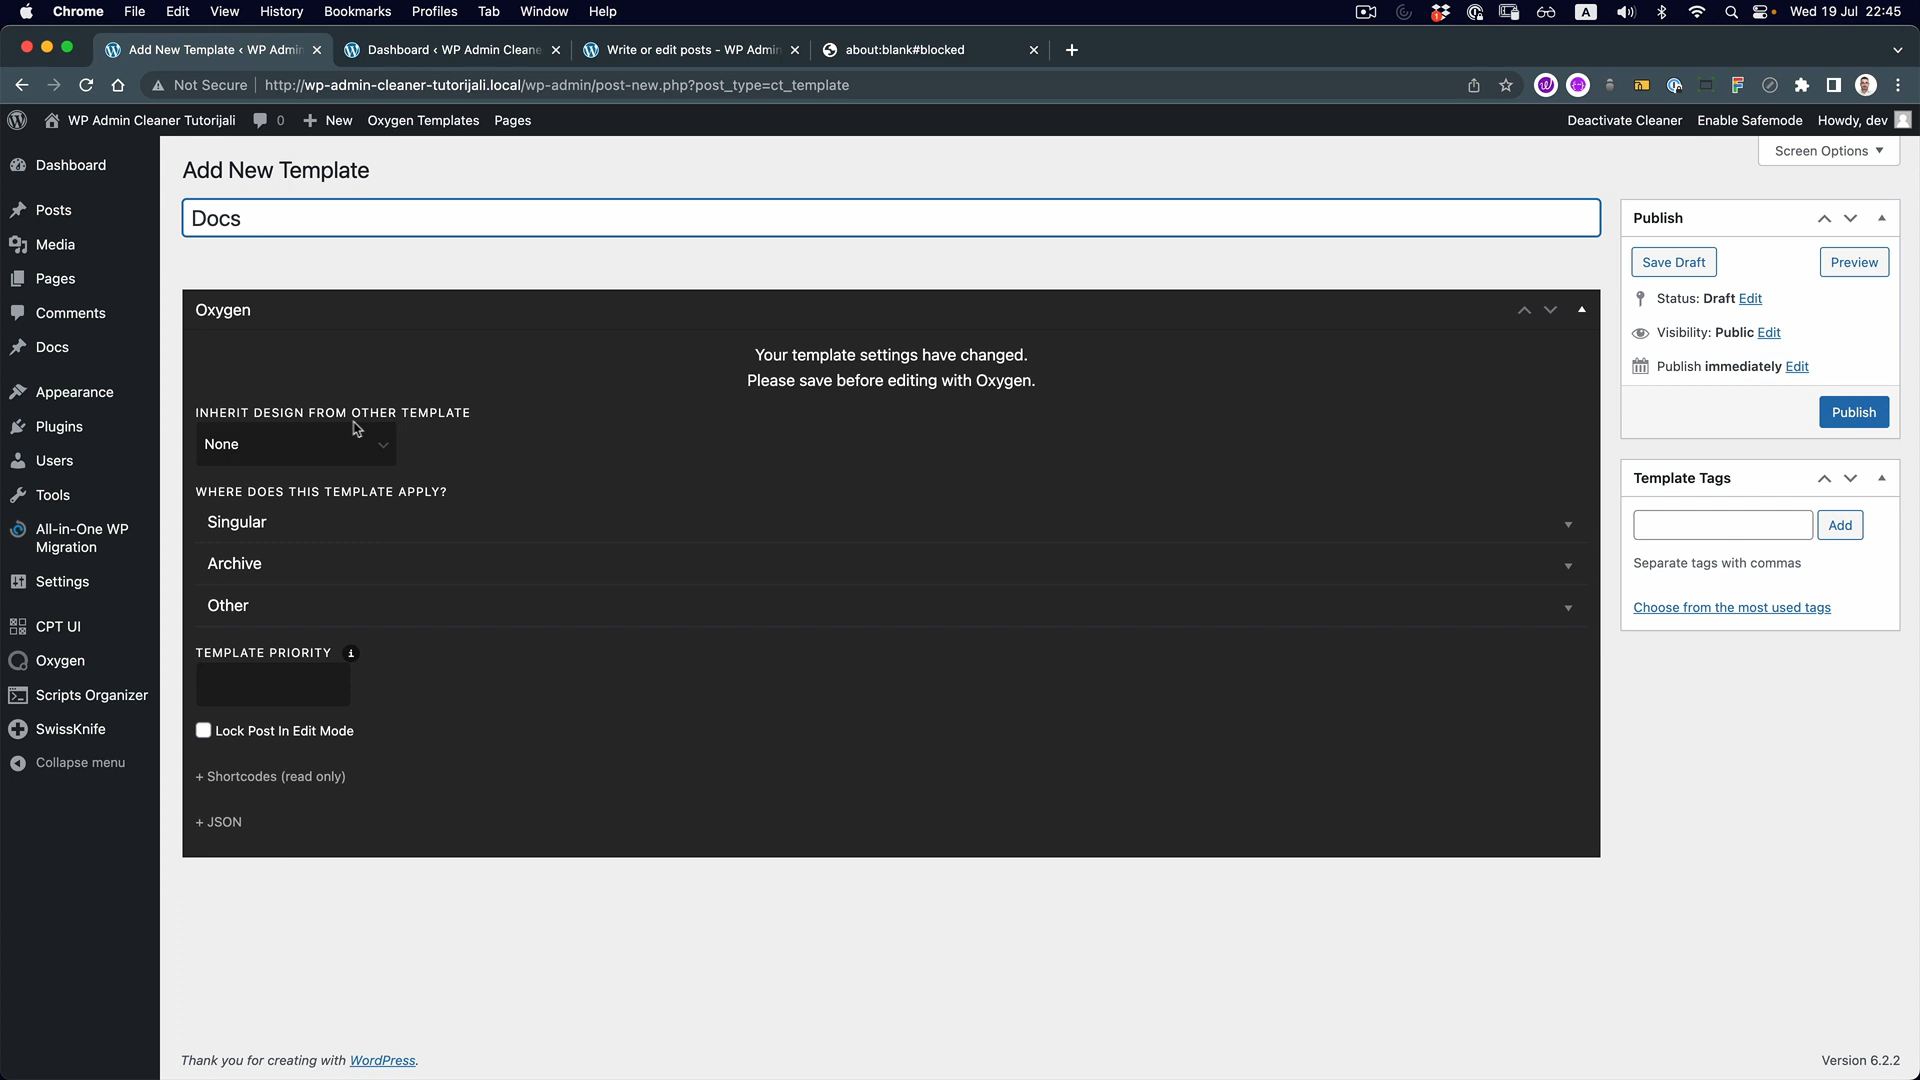 Chrome File Edit View History Bookmarks Profiles Tab Window Help
A Wed 19 Jul 22:45
Add New Template ‹ WP Admin
Dashboard ‹ WP Admin Cleane
Write or edit posts - WP Admin
about:blank#blocked
Not Secure http://wp-admin-cleaner-tutorijali.local/wp-admin/post-new.php?post_type=ct_template
WP Admin Cleaner Tutorijali 0 New Oxygen Templates Pages
Deactivate Cleaner Enable Safemode Howdy, dev
Dashboard
Posts
Media
Pages
Comments
Docs
Appearance
Plugins
Users
Tools
All-in-One WP
Migration
Settings
CPT UI
Oxygen
Scripts Organizer
SwissKnife
Collapse menu
Screen Options
Add New Template
Docs
Oxygen
Your template settings have changed.
Please save before editing with Oxygen.
INHERIT DESIGN FROM OTHER TEMPLATE
None
WHERE DOES THIS TEMPLATE APPLY?
Singular
Archive
Other
TEMPLATE PRIORITY i
Lock Post In Edit Mode
+ Shortcodes (read only)
+ JSON
Publish
Save Draft Preview
Status: Draft Edit
Visibility: Public Edit
Publish immediately Edit
Publish
Template Tags
Add
Separate tags with commas
Choose from the most used tags
Thank you for creating with WordPress.
Version 6.2.2